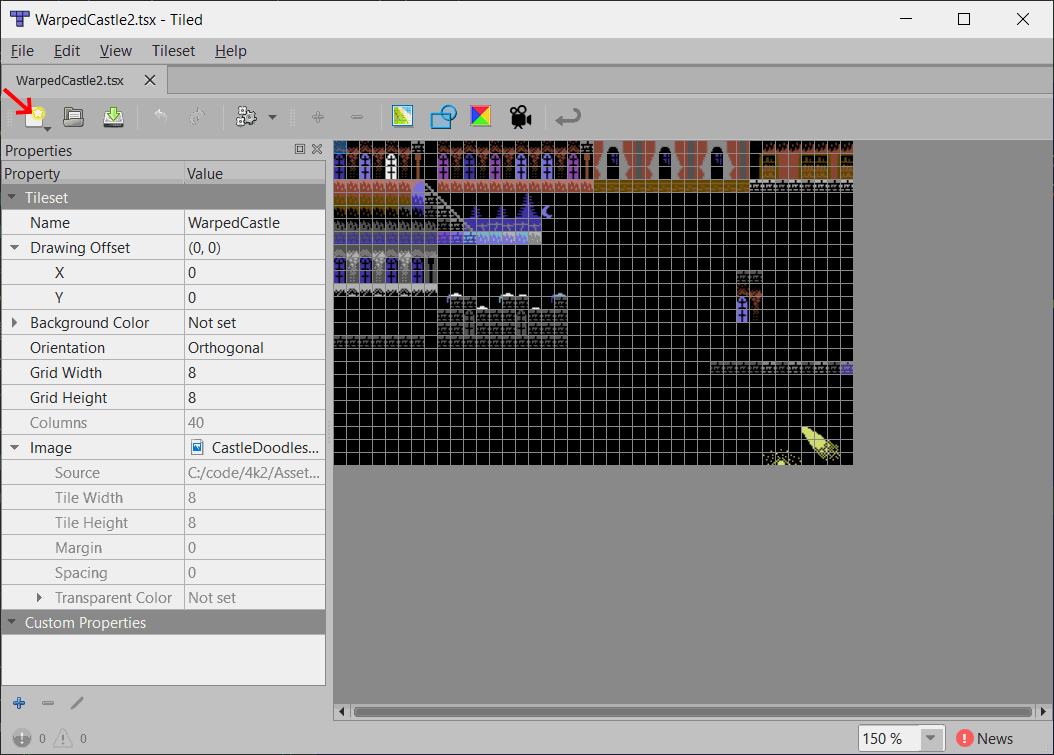 WarpedCastle2.tsx - Tiled
File Edit View Tileset Help
WarpedCastle2.tsx
Properties
Property Value
Tileset
Name WarpedCastle
Drawing Offset (0, 0)
X 0
Y 0
Background Color Not set
Orientation Orthogonal
Grid Width 8
Grid Height 8
Columns 40
Image CastleDoodles...
Source C:/code/4k2/Asset...
Tile Width 8
Tile Height 8
Margin 0
Spacing 0
Transparent Color Not set
Custom Properties
0 0 150 % News